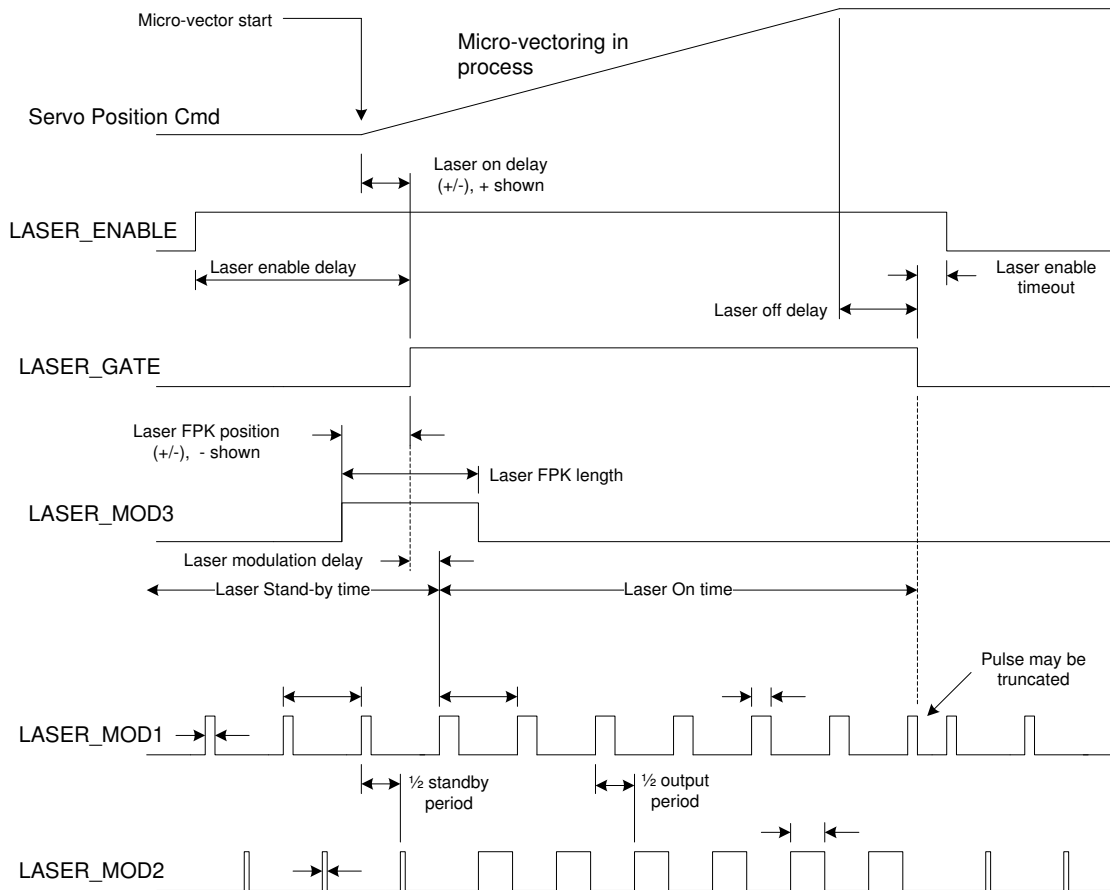 Micro-vector start
Micro-vectoring in
process
Servo Position Cmd
Laser on delay
(+/-), + shown
LASER_ENABLE
Laser enable delay
Laser enable
timeout
Laser off delay
LASER_GATE
Laser FPK position
(+/-), - shown
Laser FPK length
LASER_MOD3
Laser modulation delay
Laser Stand-by time
Laser On time
Pulse may be
truncated
LASER_MOD1
½ standby
period
½ output
period
LASER_MOD2